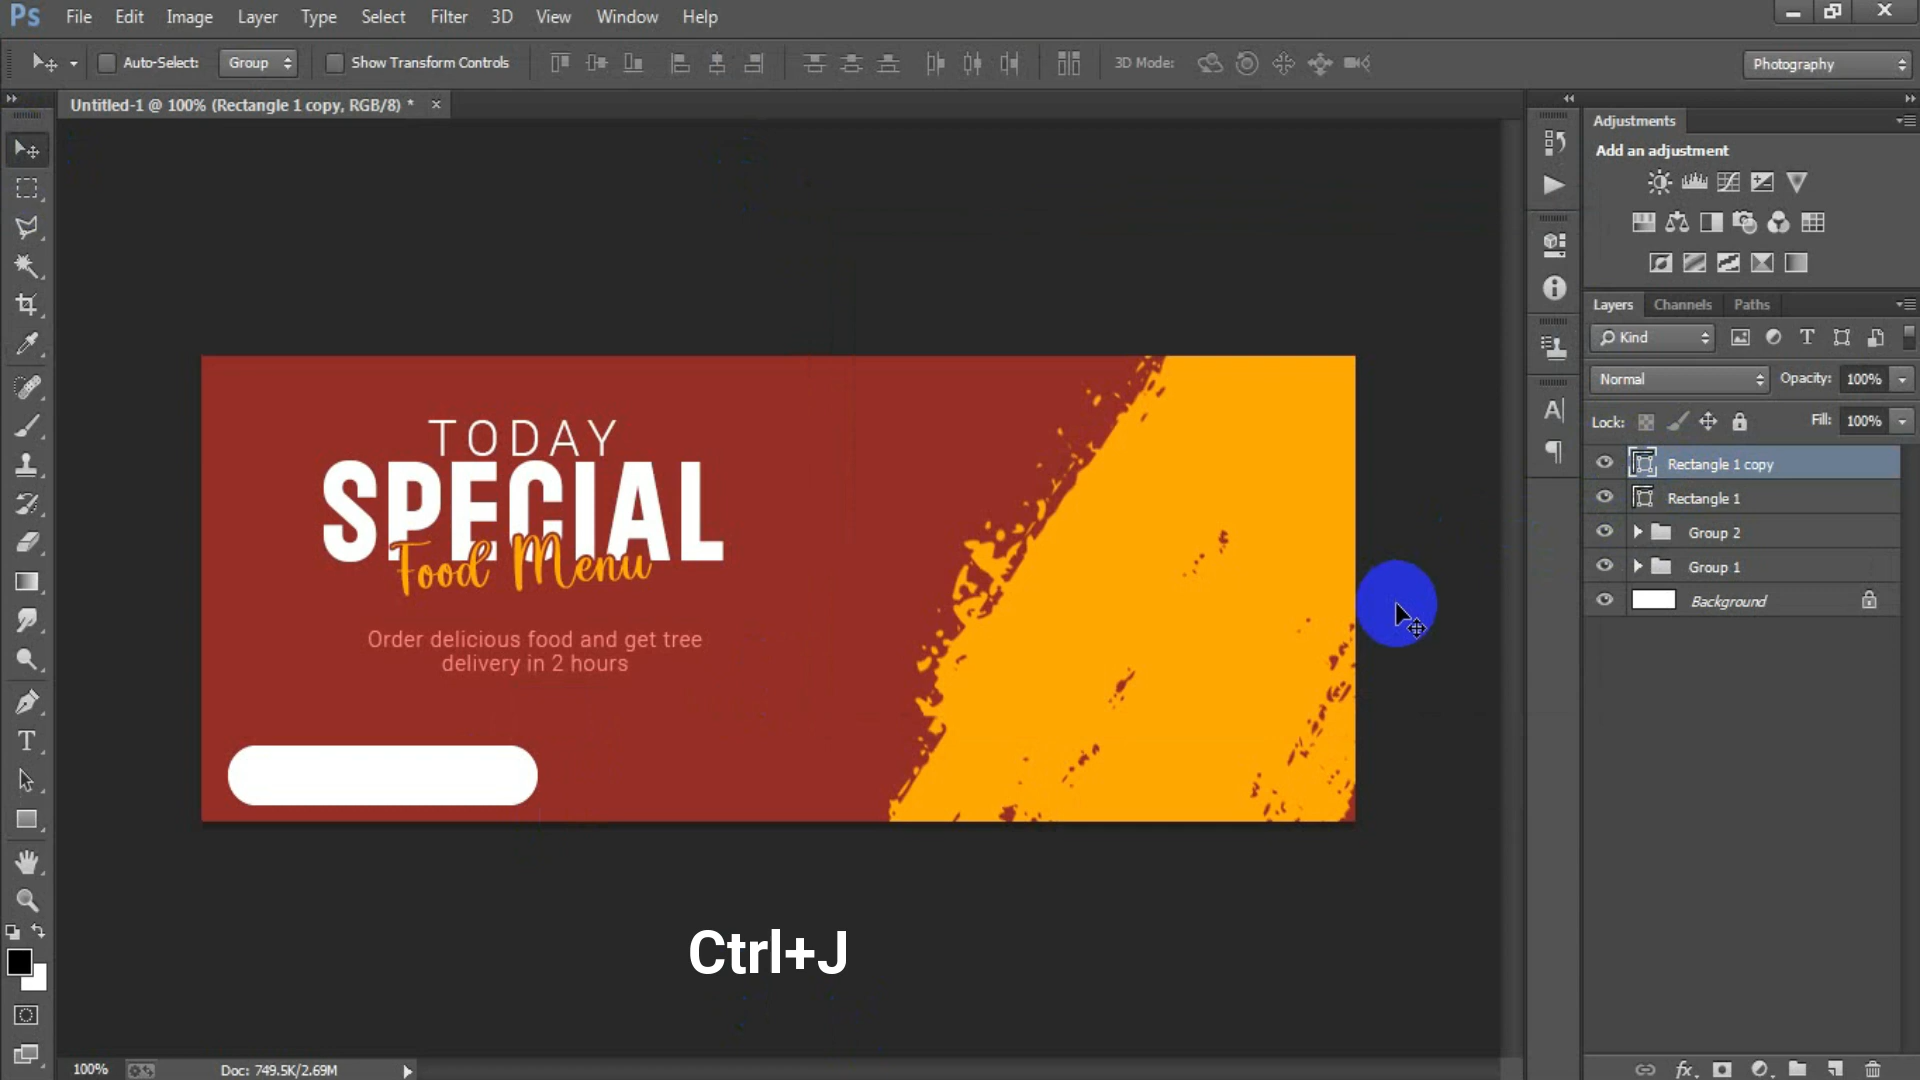 Ps File Edit Image Layer Type Select Filter 3D View Window Help
Auto-Select: Group Show Transform Controls 3D Mode: Photography
Untitled-1 @ 100% (Rectangle 1 copy, RGB/8) *
Adjustments
Add an adjustment
Layers Channels Paths
Kind
Normal Opacity: 100%
Lock: Fill: 100%
Rectangle 1 copy
Rectangle 1
Group 2
Group 1
Background
TODAY
SPECIAL
Food Menu
Order delicious food and get tree
delivery in 2 hours
Ctrl+J
100% Doc: 749.5K/2.69M